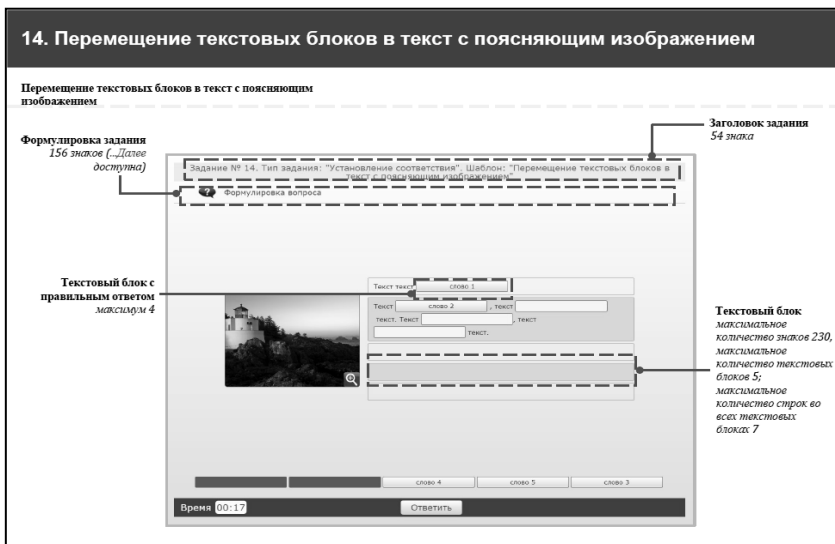 14. Перемещение текстовых блоков в текст с поясняющим изображением
Перемещение текстовых блоков в текст с поясняющим
изображением
Заголовок задания
54 знака
Формулировка задания
156 знаков (...Далее
доступна)
Задание № 14. Тип задания: "Установление соответствия". Шаблон: "Перемещение текстовых блоков в
текст с поясняющим изображением"
? Формулировка вопроса
Текстовый блок с
правильным ответом
максимум 4
Текст текст слово 1
Текст слово 2 , текст
текст. Текст , текст
текст.
Текстовый блок
максимальное
количество знаков 230,
максимальное
количество текстовых
блоков 5;
максимальное
количество строк во
всех текстовых
блоках 7
слово 4 слово 5 слово 3
Время 00:17 Ответить